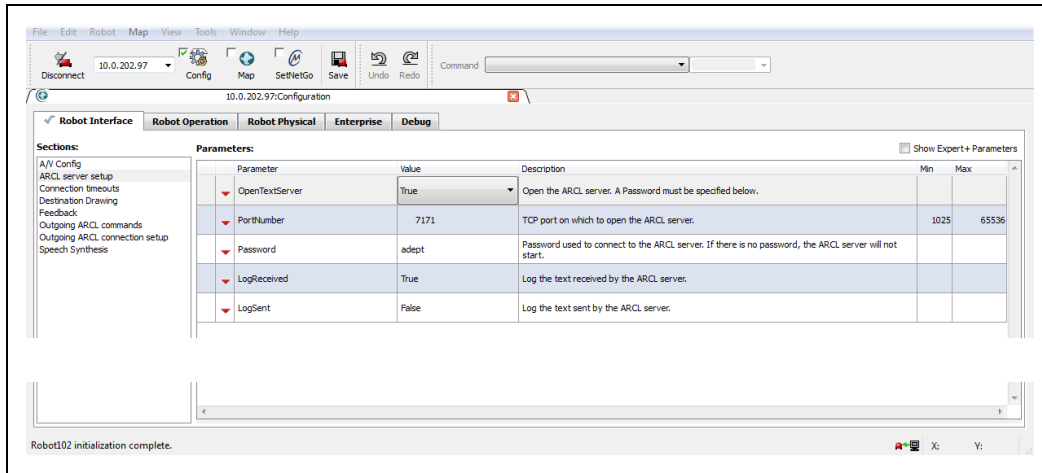 File Edit Robot Map View Tools Window Help
Disconnect 10.0.202.97 Config Map SetNetGo Save Undo Redo Command
10.0.202.97:Configuration
Robot Interface Robot Operation Robot Physical Enterprise Debug
Sections:
A/V Config
ARCL server setup
Connection timeouts
Destination Drawing
Feedback
Outgoing ARCL commands
Outgoing ARCL connection setup
Speech Synthesis
Parameters: Show Expert+ Parameters
Parameter Value Description Min Max
OpenTextServer True Open the ARCL server. A Password must be specified below.
PortNumber 7171 TCP port on which to open the ARCL server. 1025 65536
Password adept Password used to connect to the ARCL server. If there is no password, the ARCL server will not
start.
LogReceived True Log the text received by the ARCL server.
LogSent False Log the text sent by the ARCL server.
Robot102 initialization complete. X: Y: